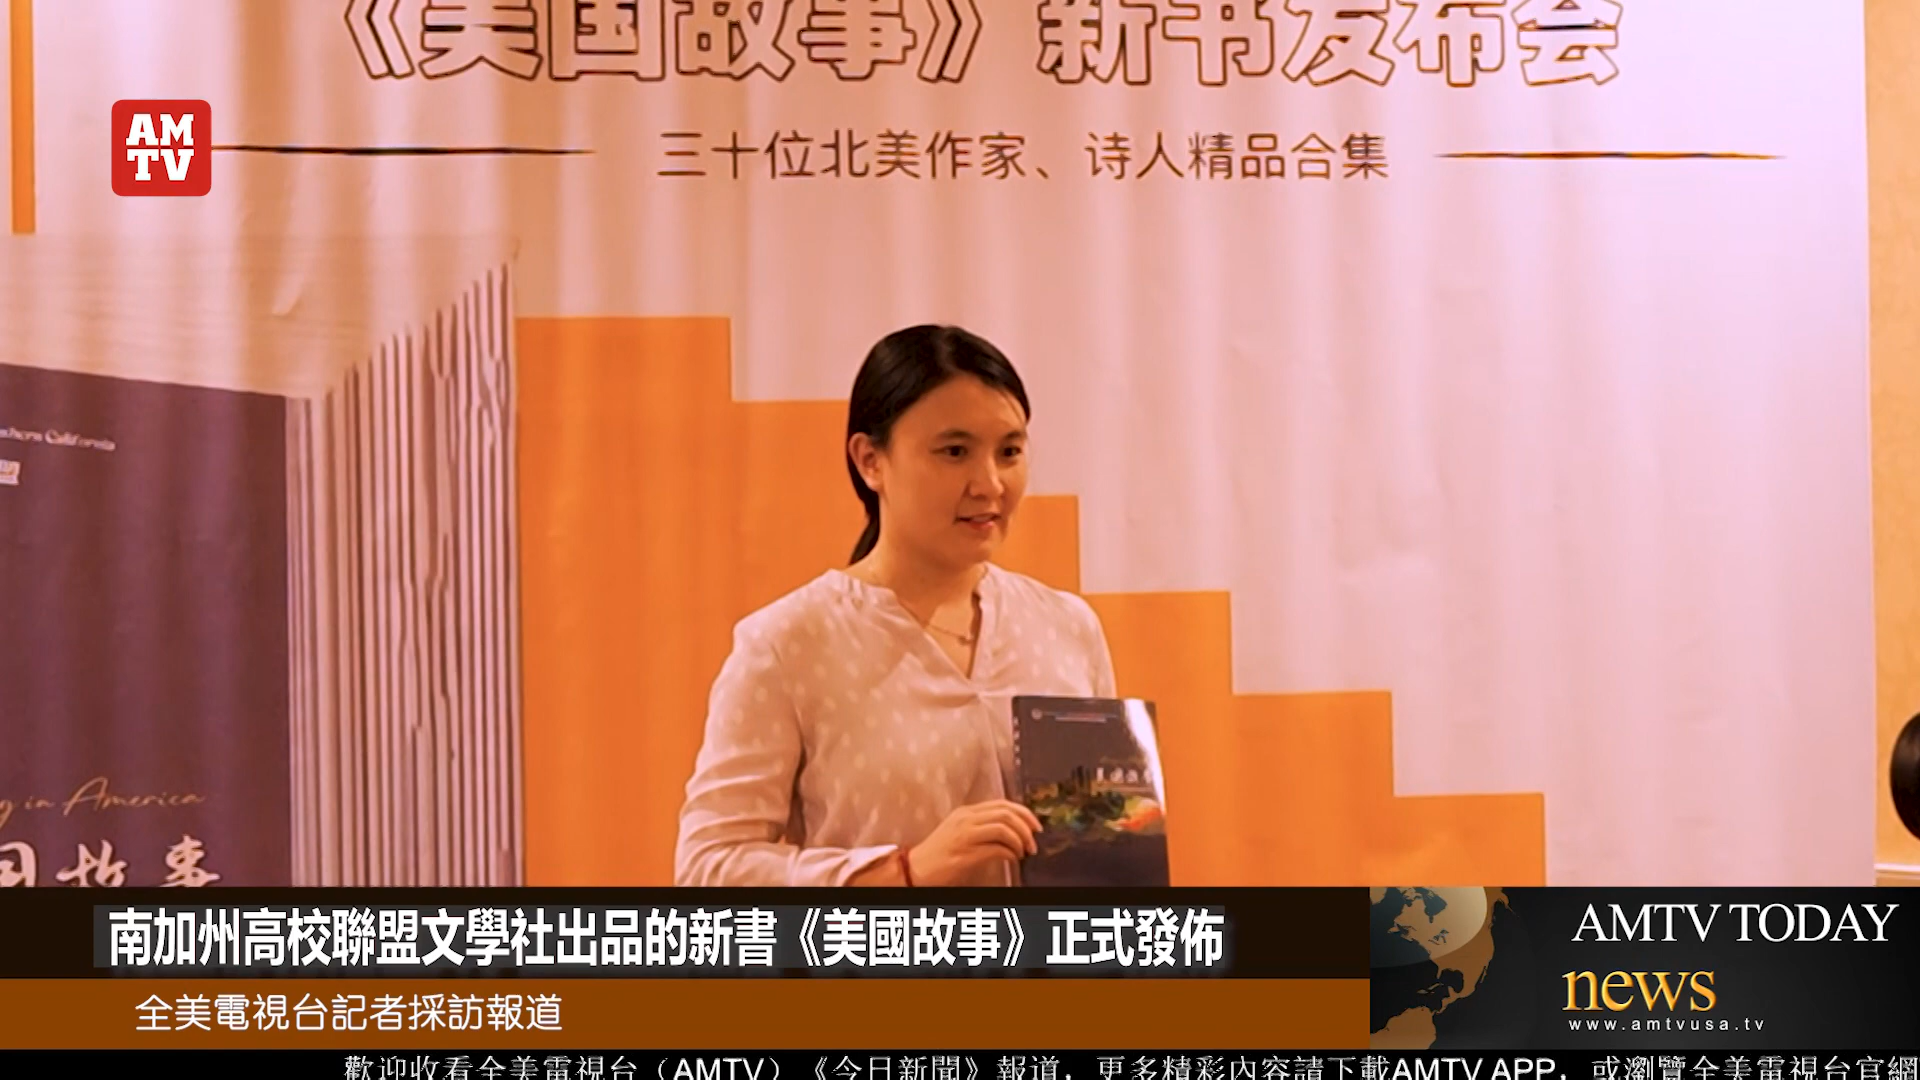 《美国故事》新书发布会
AM
TV
三十位北美作家、诗人精品合集
California
in America
故事
南加州高校聯盟文學社出品的新書《美國故事》正式發佈
全美電視台記者採訪報道
AMTV TODAY
news
www.amtvusa.tv
歡迎收看全美電視台（AMTV）《今日新聞》報道，更多精彩內容請下載AMTV APP，或瀏覽全美電視台官網